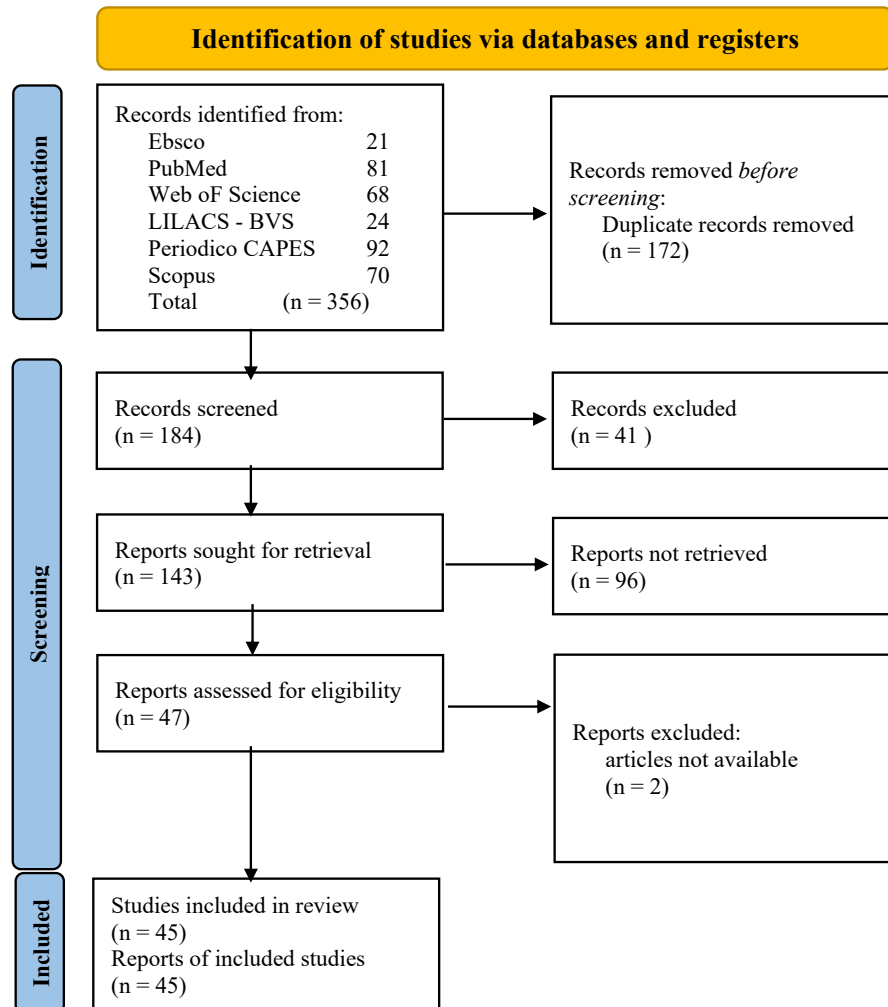 Identification of studies via databases and registers
Identification
Records identified from:
Ebsco 21
PubMed 81
Web oF Science 68
LILACS - BVS 24
Periodico CAPES 92
Scopus 70
Total (n = 356)
Records removed before
screening:
Duplicate records removed
(n = 172)
Screening
Records screened
(n = 184)
Records excluded
(n = 41 )
Reports sought for retrieval
(n = 143)
Reports not retrieved
(n = 96)
Reports assessed for eligibility
(n = 47)
Reports excluded:
articles not available
(n = 2)
Included
Studies included in review
(n = 45)
Reports of included studies
(n = 45)